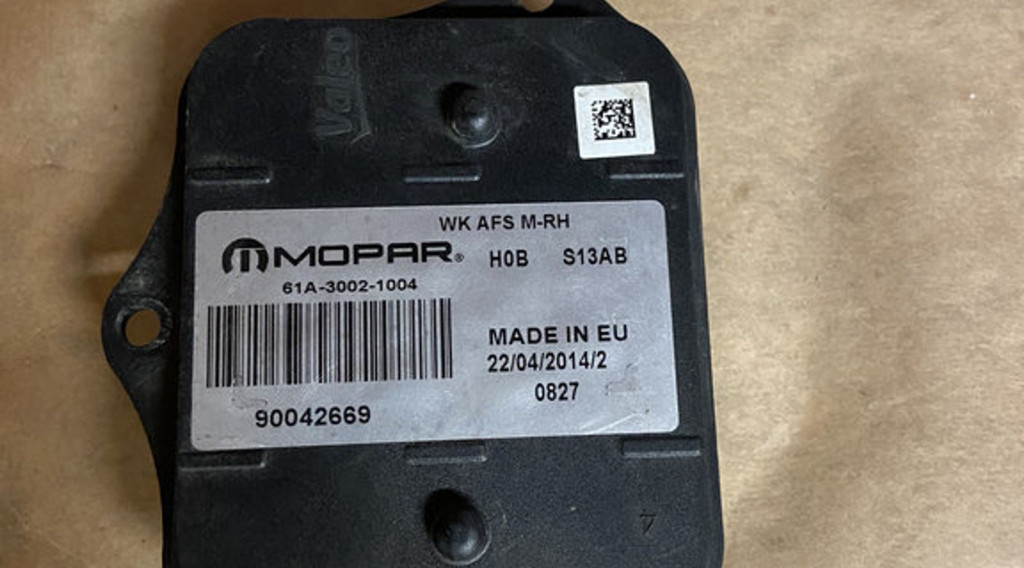 Valeo
WK AFS M-RH
MOPAR®
H0B S13AB
61A-3002-1004
MADE IN EU
22/04/2014/2
0827
90042669
4